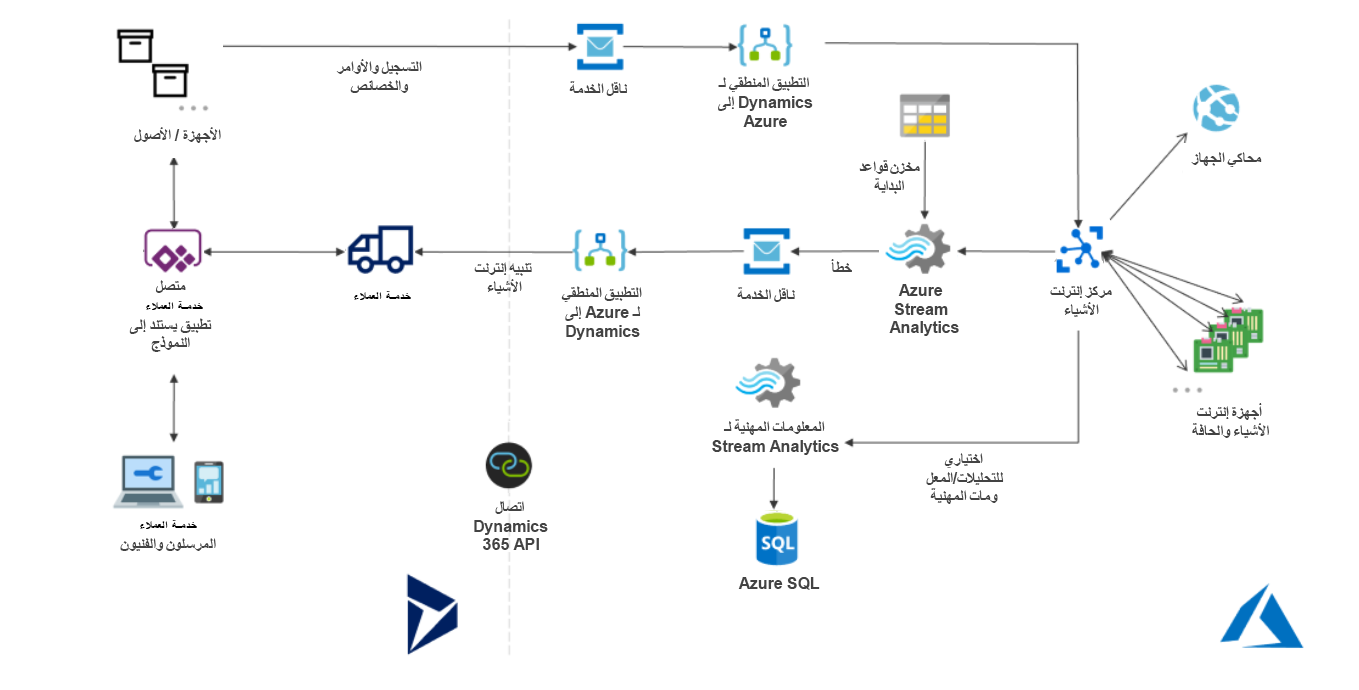 التسجيل والأوامر
والخصائص
ناقل الخدمة
التطبيق المنطقي لـ
Dynamics إلى
Azure
الأجهزة / الأصول
محاكي الجهاز
مخزن قواعد
البداية
متصل
خدمة العملاء
تطبيق يستند إلى
النموذج
خدمة العملاء
تنبيه إنترنت
الأشياء
التطبيق المنطقي
لـ Azure إلى
Dynamics
ناقل الخدمة
خطأ
Azure
Stream
Analytics
مركز إنترنت
الأشياء
أجهزة إنترنت
الأشياء والحافة
المعلومات المهنية لـ
Stream Analytics
اختياري
للتحليلات/المعل
ومات المهنية
خدمة العملاء
المرسلون والفنيون
اتصال
Dynamics
365 API
SQL
Azure SQL